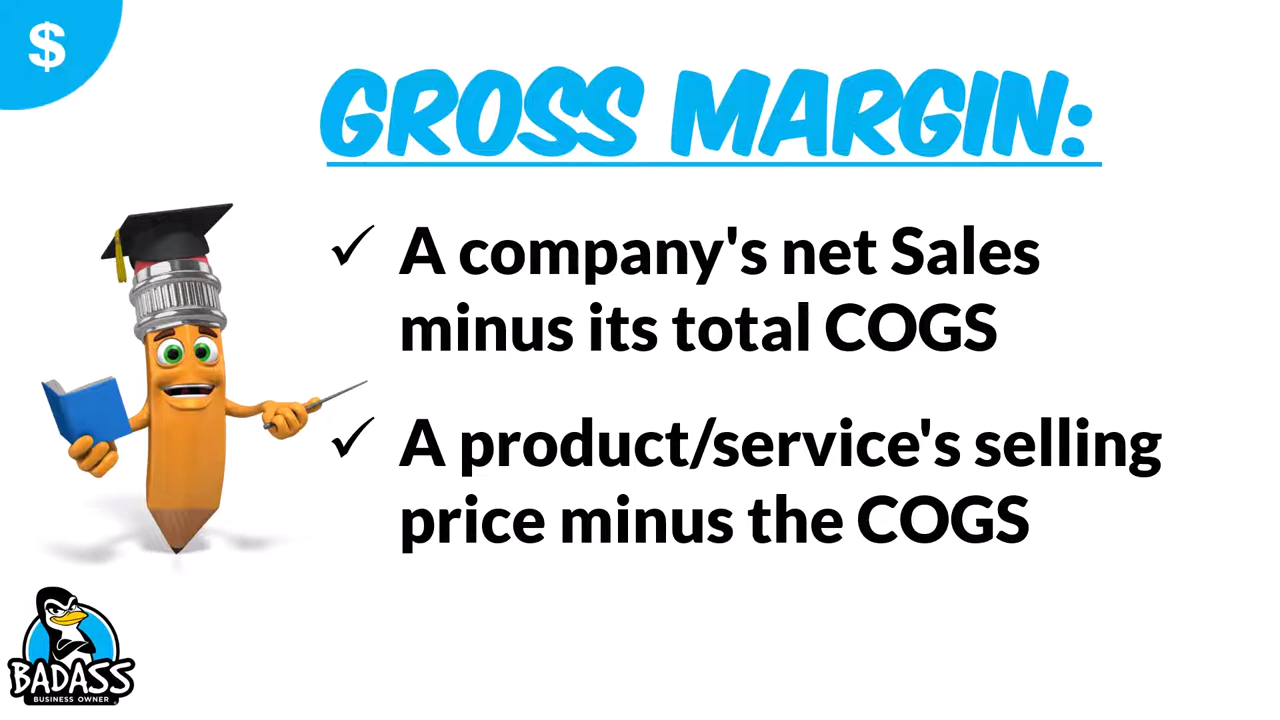 $
GROSS MARGIN:
✓ A company's net Sales
minus its total COGS
✓ A product/service's selling
price minus the COGS
BADASS
BUSINESS OWNER